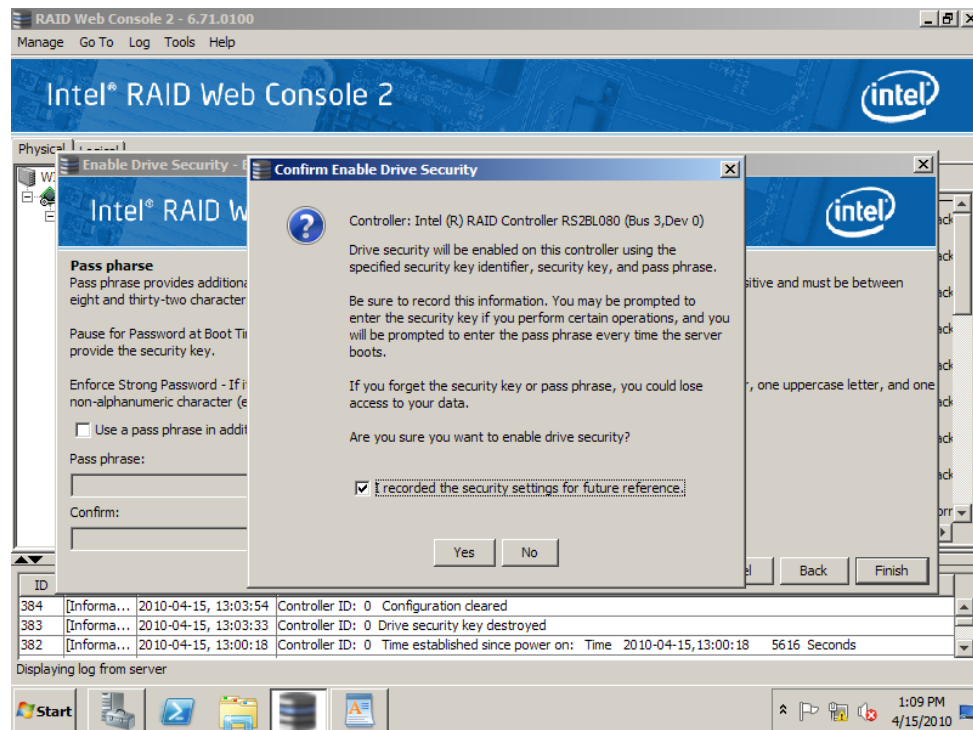 RAID Web Console 2 - 6.71.0100
Manage Go To Log Tools Help
Intel® RAID Web Console 2
intel
Physical Logical
Enable Drive Security -
Intel® RAID W
intel
Pass pharse
Pass phrase provides additiona
sitive and must be between
eight and thirty-two character
Pause for Password at Boot Ti
provide the security key.
Enforce Strong Password - If i
, one uppercase letter, and one
non-alphanumeric character (e
Use a pass phrase in addit
Pass phrase:
Confirm:
Back Finish
Confirm Enable Drive Security
Controller: Intel (R) RAID Controller RS2BL080 (Bus 3,Dev 0)
Drive security will be enabled on this controller using the
specified security key identifier, security key, and pass phrase.
Be sure to record this information. You may be prompted to
enter the security key if you perform certain operations, and you
will be prompted to enter the pass phrase every time the server
boots.
If you forget the security key or pass phrase, you could lose
access to your data.
Are you sure you want to enable drive security?
I recorded the security settings for future reference.
Yes No
ID
384 [Informa... 2010-04-15, 13:03:54 Controller ID: 0 Configuration cleared
383 [Informa... 2010-04-15, 13:03:33 Controller ID: 0 Drive security key destroyed
382 [Informa... 2010-04-15, 13:00:18 Controller ID: 0 Time established since power on: Time 2010-04-15,13:00:18 5616 Seconds
Displaying log from server
Start
1:09 PM
4/15/2010